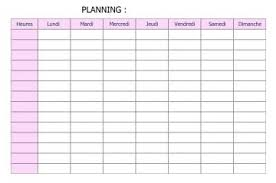 PLANNING :
Heures Lundi Mardi Mercredi Jeudi Vendredi Samedi Dimanche